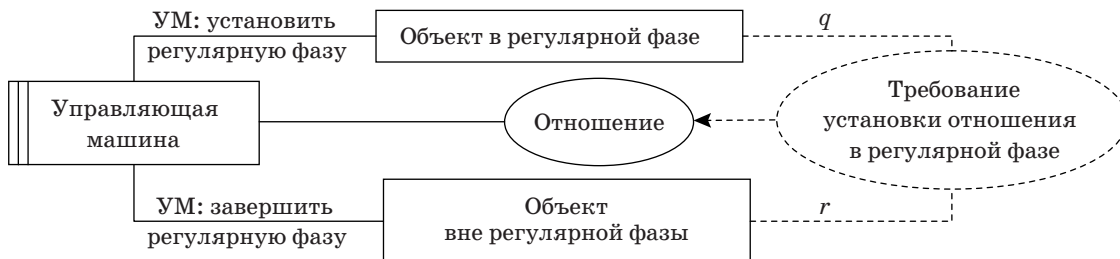 УМ: установить
регулярную фазу
Объект в регулярной фазе
q
Управляющая
машина
Отношение
Требование
установки отношения
в регулярной фазе
УМ: завершить
регулярную фазу
Объект
вне регулярной фазы
r